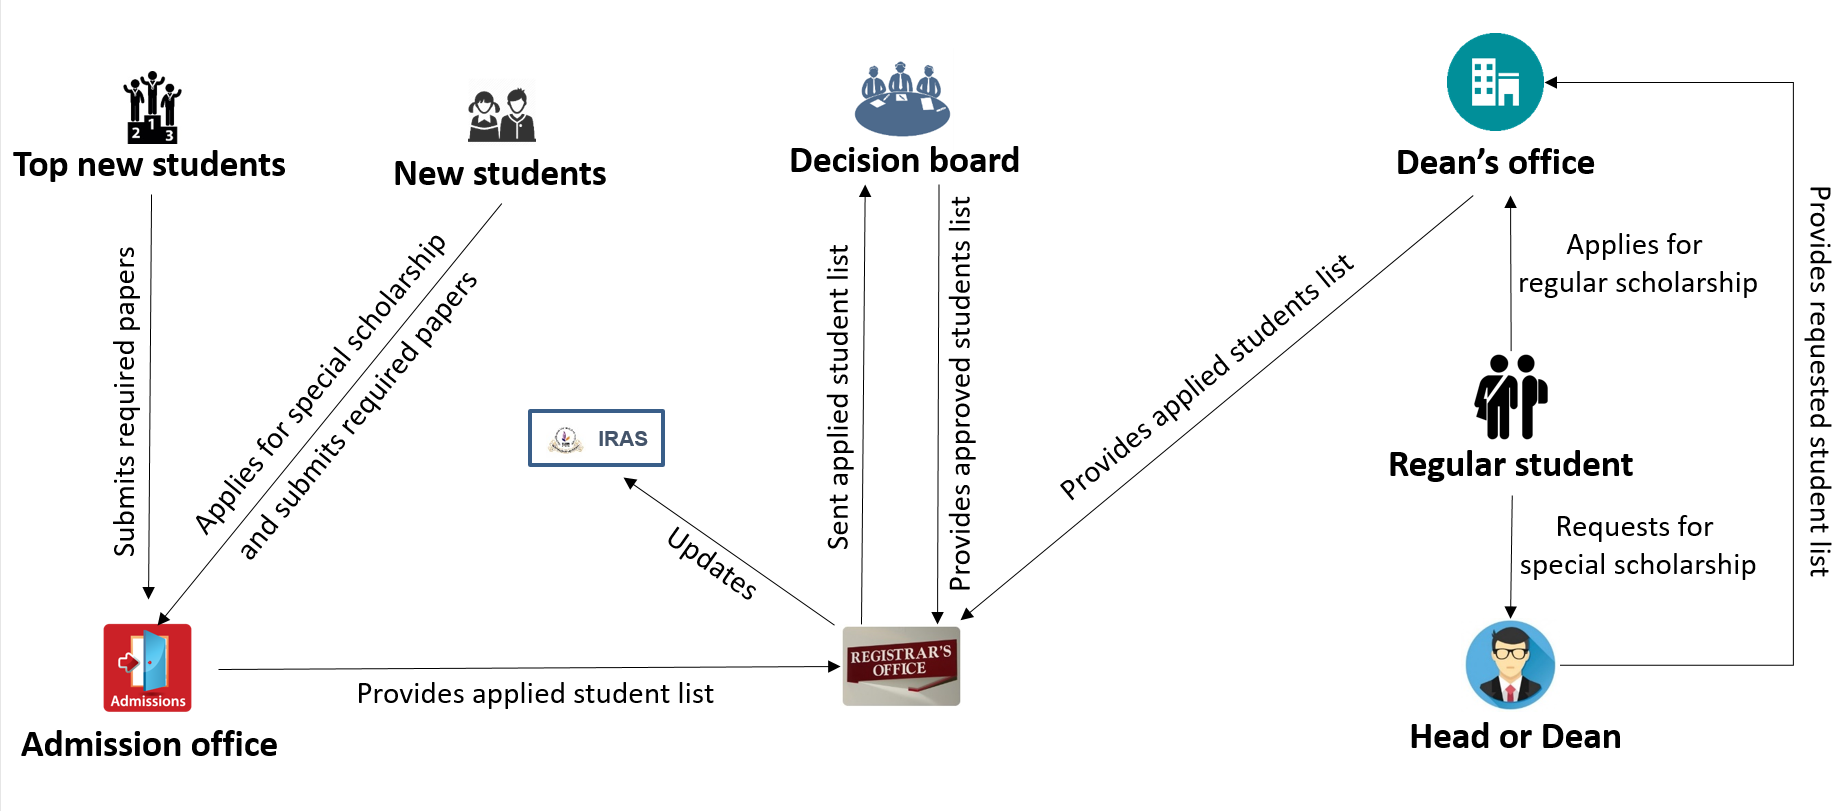 2 1 3
Top new students
New students
Decision board
Dean's office
Submits required papers
Applies for special scholarship
and submits required papers
Sent applied student list
Provides approved students list
Provides applied students list
Applies for
regular scholarship
Provides requested student list
IRAS
Updates
Regular student
Requests for
special scholarship
Admissions
Admission office
Provides applied student list
REGISTRAR'S
OFFICE
Head or Dean